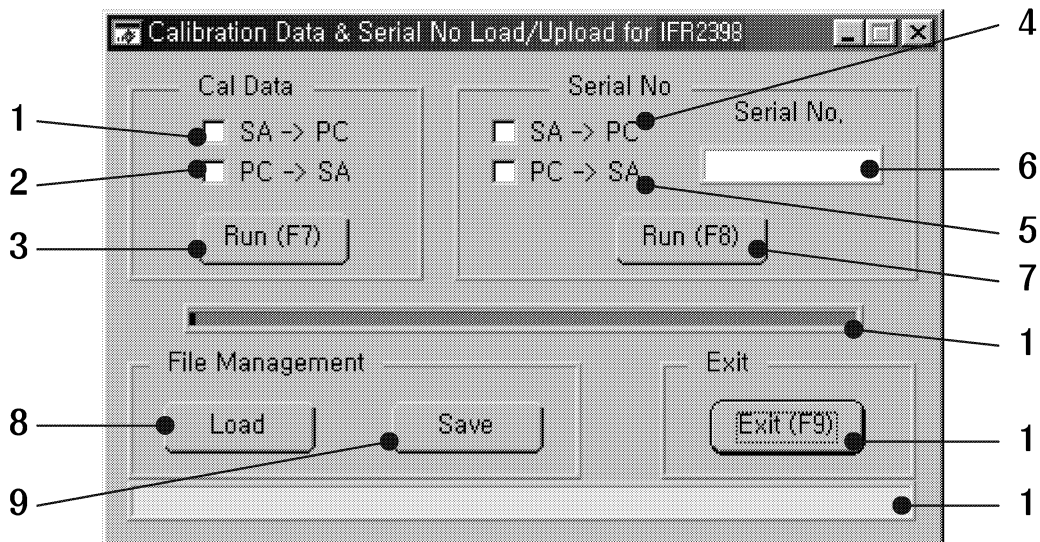 Calibration Data & Serial No Load/Upload for IFR2398
4
Cal Data
Serial No
1
SA -> PC
SA -> PC
Serial No.
2
PC -> SA
PC -> SA
6
3
Run (F7)
Run (F8)
5
7
1
File Management
Exit
8
Load
Save
Exit (F9)
1
9
1